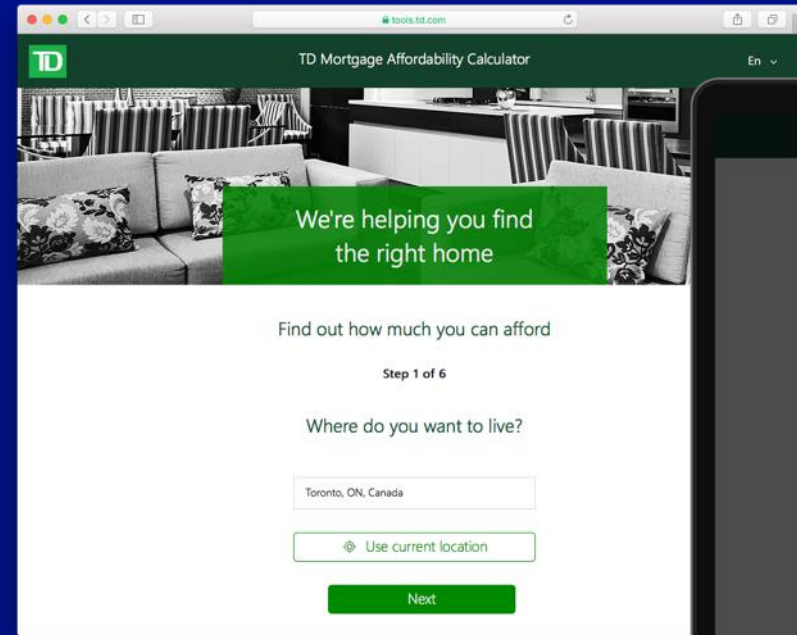 tools.td.com
TD
TD Mortgage Affordability Calculator
En
We're helping you find
the right home
Find out how much you can afford
Step 1 of 6
Where do you want to live?
Toronto, ON, Canada
Use current location
Next